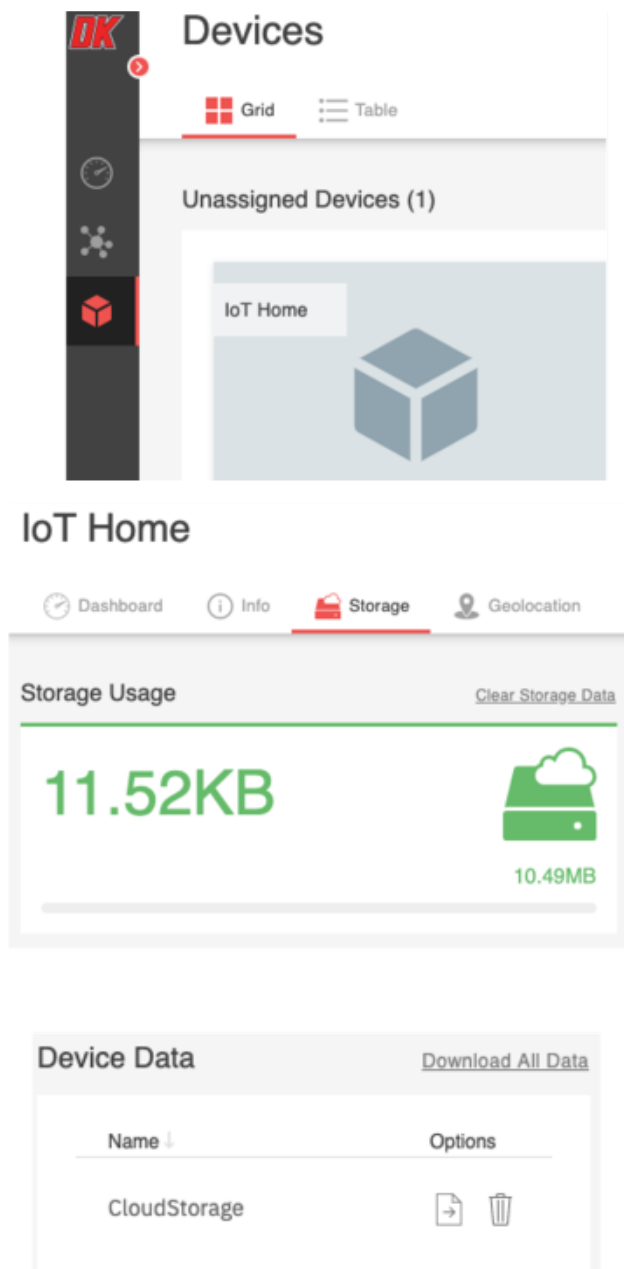 DK
Devices
Grid Table
Unassigned Devices (1)
IoT Home
IoT Home
Dashboard Info Storage Geolocation
Storage Usage Clear Storage Data
11.52KB
10.49MB
Device Data Download All Data
Name Options
CloudStorage